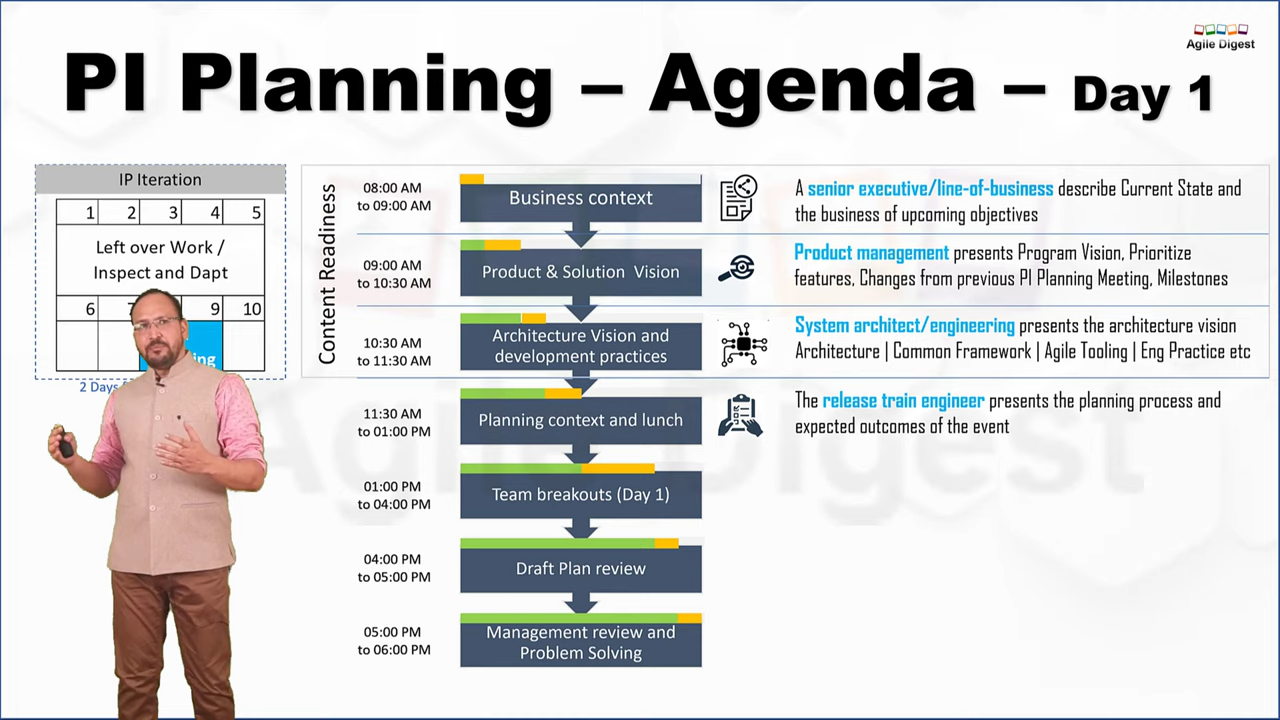 Agile Digest
PI Planning – Agenda – Day 1
IP Iteration
1 2 3 4 5
Left over Work /
Inspect and Dapt
6 9 10
2 Days
Content Readiness
08:00 AM
to 09:00 AM
Business context
A senior executive/line-of-business describe Current State and
the business of upcoming objectives
09:00 AM
to 10:30 AM
Product & Solution Vision
Product management presents Program Vision, Prioritize
features, Changes from previous PI Planning Meeting, Milestones
10:30 AM
to 11:30 AM
Architecture Vision and
development practices
System architect/engineering presents the architecture vision
Architecture | Common Framework | Agile Tooling | Eng Practice etc
11:30 AM
to 01:00 PM
Planning context and lunch
The release train engineer presents the planning process and
expected outcomes of the event
01:00 PM
to 04:00 PM
Team breakouts (Day 1)
04:00 PM
to 05:00 PM
Draft Plan review
05:00 PM
to 06:00 PM
Management review and
Problem Solving
Agile Digest